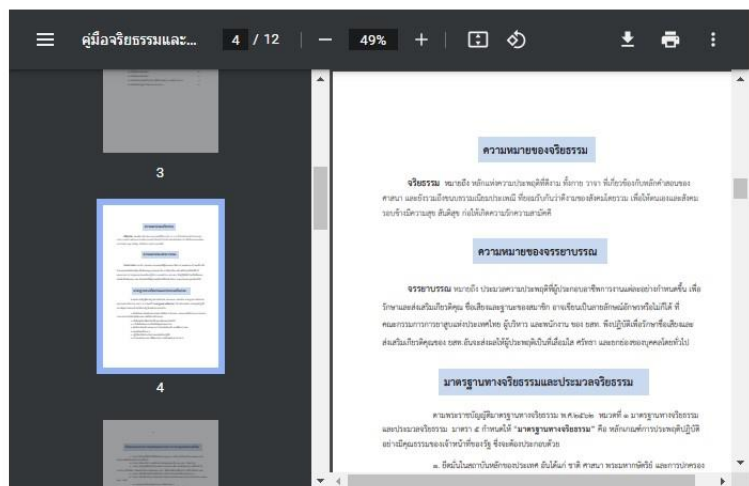 คู่มือจริยธรรมและ... 4 / 12 49%
3
4
ความหมายของจริยธรรม
จริยธรรม หมายถึง หลักแห่งความประพฤติที่ดีงาม ทั้งกาย วาจา ที่เกี่ยวข้องกับหลักคำสอนของ
ศาสนา และยังรวมถึงขนบธรรมเนียมประเพณี ที่ยอมรับกันว่าดีงามของสังคมโดยรวม เพื่อให้ตนเองและสังคม
รอบข้างมีความสุข สันติสุข ก่อให้เกิดความรักความสามัคคี
ความหมายของจรรยาบรรณ
จรรยาบรรณ หมายถึง ประมวลความประพฤติที่ผู้ประกอบอาชีพการงานแต่ละอย่างกำหนดขึ้น เพื่อ
รักษาและส่งเสริมเกียรติคุณ ชื่อเสียงและฐานะของสมาชิก อาจเขียนเป็นลายลักษณ์อักษรหรือไม่ก็ได้ ที่
คณะกรรมการการยาสูบแห่งประเทศไทย ผู้บริหาร และพนักงาน ของ ยสท. พึงปฏิบัติเพื่อรักษาชื่อเสียงและ
ส่งเสริมเกียรติคุณของ ยสท.อันจะส่งผลให้ผู้ประพฤติเป็นที่เลื่อมใส ศรัทธา และยกย่องของบุคคลโดยทั่วไป
มาตรฐานทางจริยธรรมและประมวลจริยธรรม
ตามพระราชบัญญัติมาตรฐานทางจริยธรรม พ.ศ.๒๕๖๒ หมวดที่ ๑ มาตรฐานทางจริยธรรม
และประมวลจริยธรรม มาตรา ๕ กำหนดให้ "มาตรฐานทางจริยธรรม" คือ หลักเกณฑ์การประพฤติปฏิบัติ
อย่างมีคุณธรรมของเจ้าหน้าที่ของรัฐ ซึ่งจะต้องประกอบด้วย
๑. ยึดมั่นในสถาบันหลักของประเทศ อันได้แก่ ชาติ ศาสนา พระมหากษัตริย์ และการปกครอง